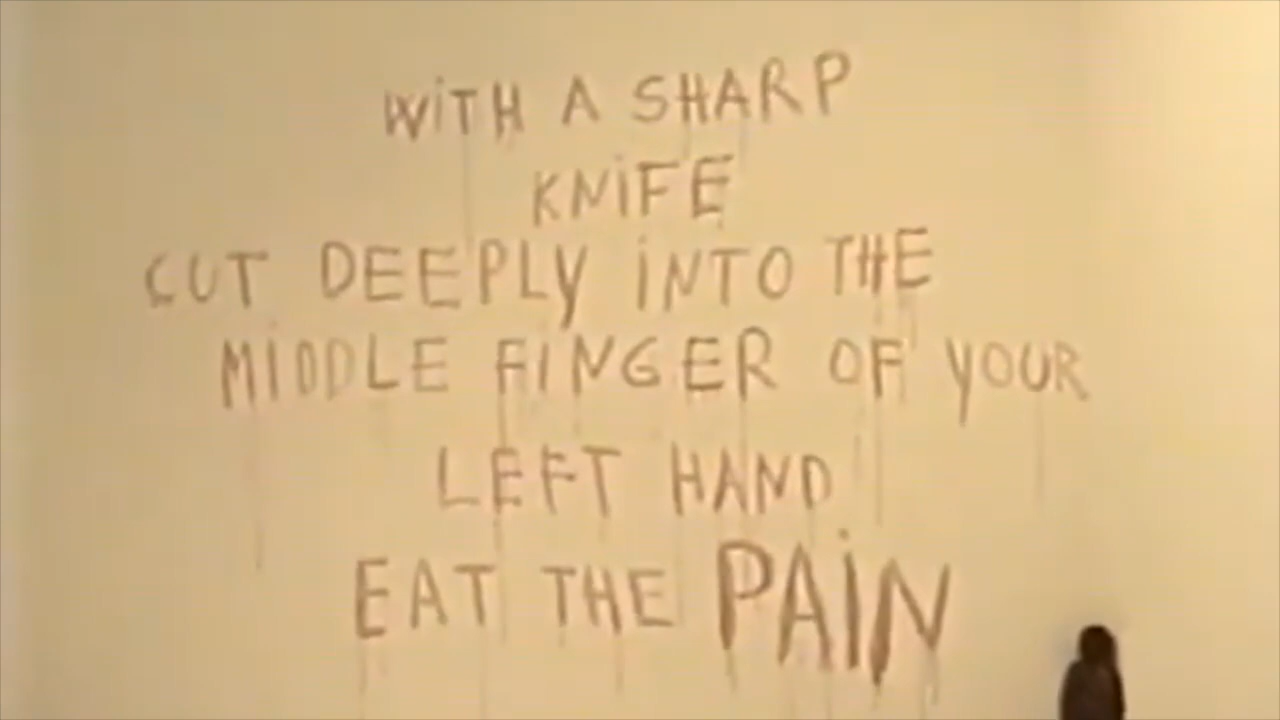 WiTH A SHARP
KNiFE
CUT DEEPLY iNTO THE
MIDDLE FINGER OF YOUR
LEFT HAND
EAT THE PAiN